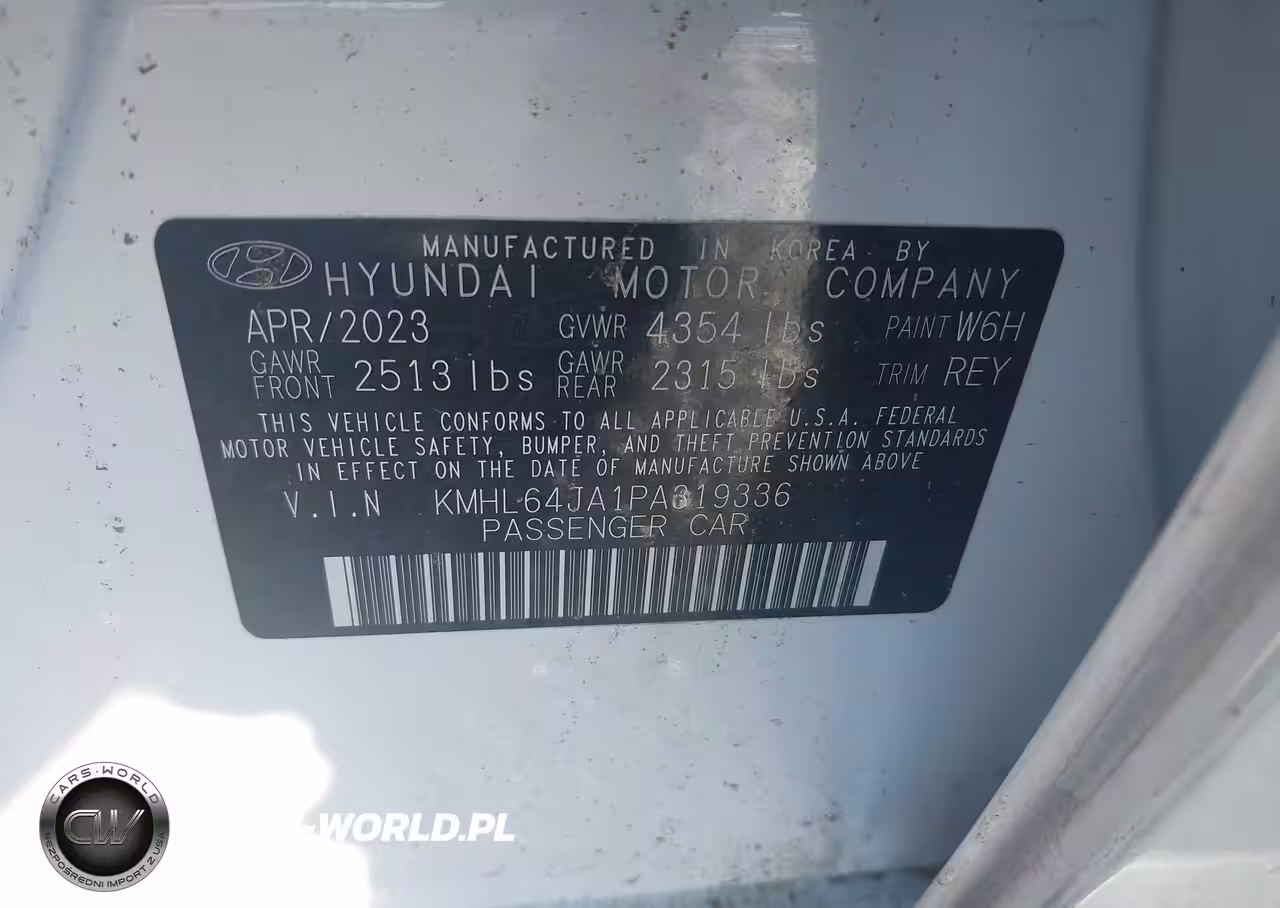 MANUFACTURED IN KOREA BY
HYUNDAI MOTOR COMPANY
APR/2023 GVWR 4354 lbs PAINT W6H
GAWR FRONT 2513 lbs GAWR REAR 2315 lbs TRIM REY
THIS VEHICLE CONFORMS TO ALL APPLICABLE U.S.A. FEDERAL
MOTOR VEHICLE SAFETY, BUMPER, AND THEFT PREVENTION STANDARDS
IN EFFECT ON THE DATE OF MANUFACTURE SHOWN ABOVE
V.I.N KMHL64JA1PA319336
PASSENGER CAR
CARS-WORLD
CW
BEZPOŚREDNI IMPORT Z USA
-WORLD.PL